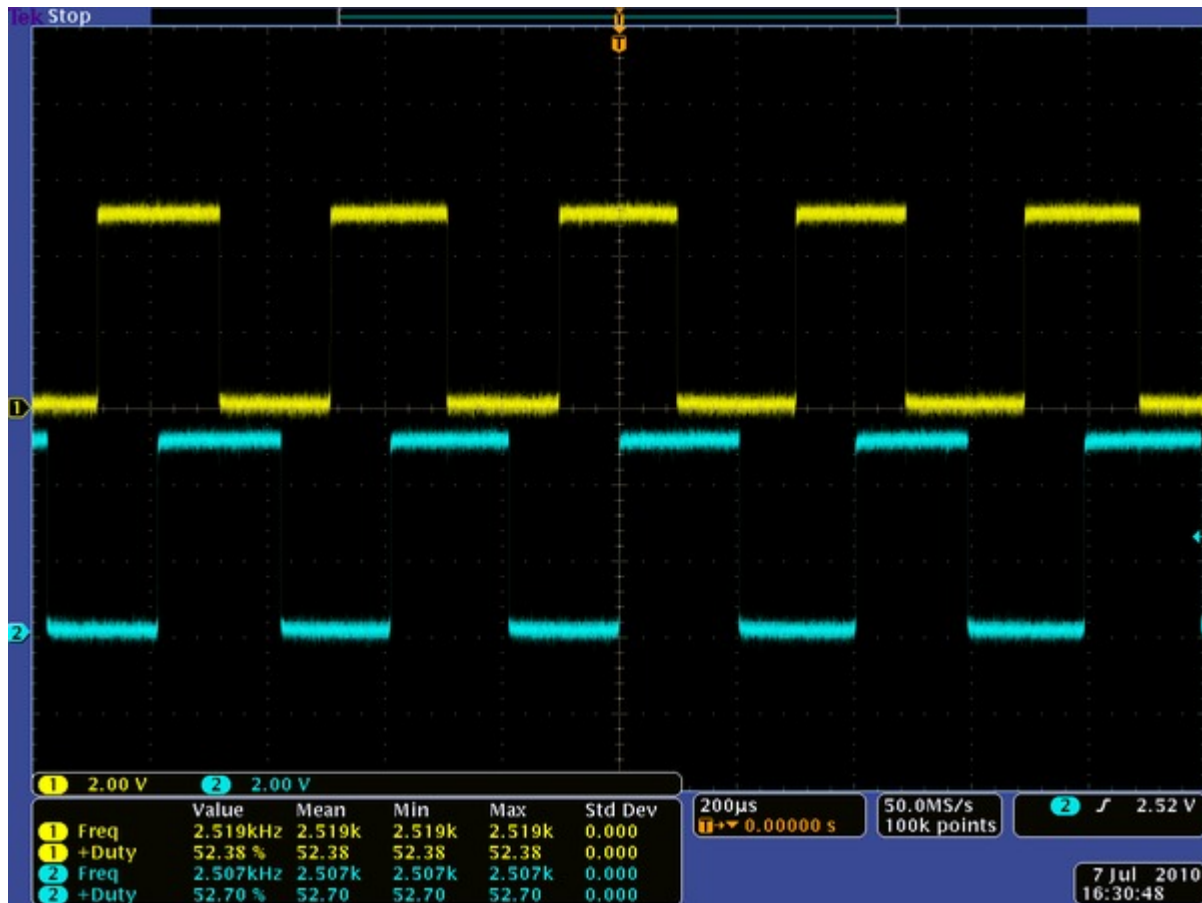 Tek Stop
T
1
2
1 2.00 V 2 2.00 V
Value Mean Min Max Std Dev
1 Freq 2.519kHz 2.519k 2.519k 2.519k 0.000
1 +Duty 52.38 % 52.38 52.38 52.38 0.000
2 Freq 2.507kHz 2.507k 2.507k 2.507k 0.000
2 +Duty 52.70 % 52.70 52.70 52.70 0.000
200µs
T→▼ 0.00000 s
50.0MS/s
100k points
2 ʃ 2.52 V
7 Jul 2010
16:30:48